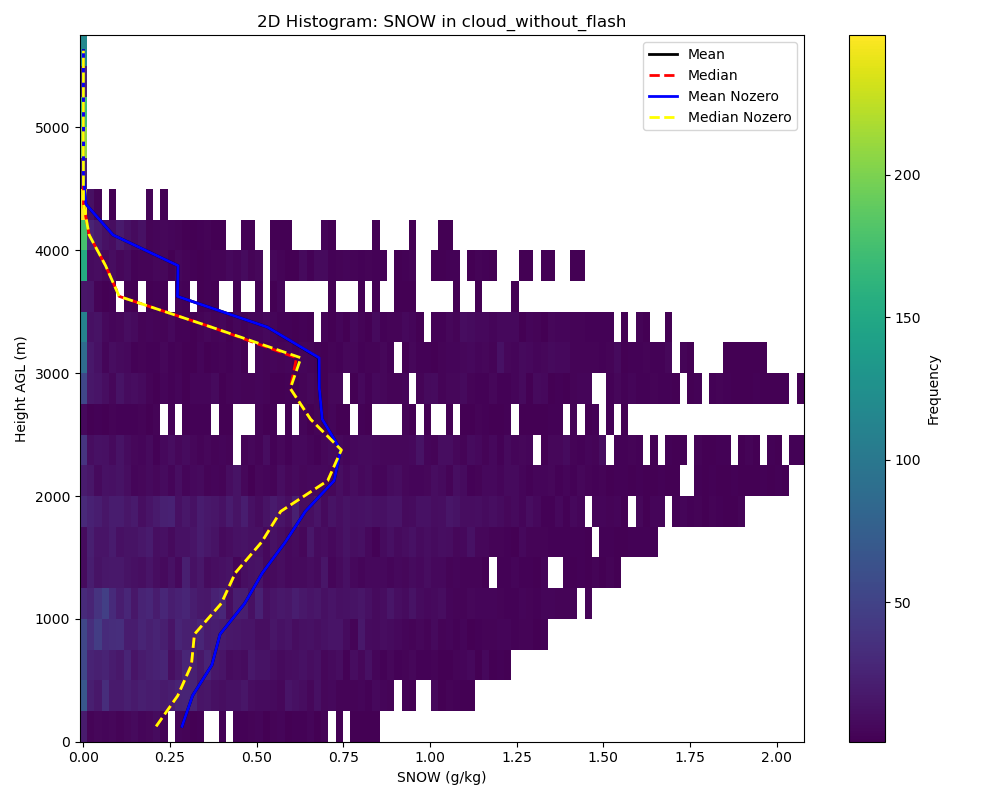 2D Histogram: SNOW in cloud_without_flash
Mean
Median
Mean Nozero
Median Nozero
5000
4000
3000
2000
1000
0
Height AGL (m)
0.00 0.25 0.50 0.75 1.00 1.25 1.50 1.75 2.00
SNOW (g/kg)
200
150
100
50
Frequency